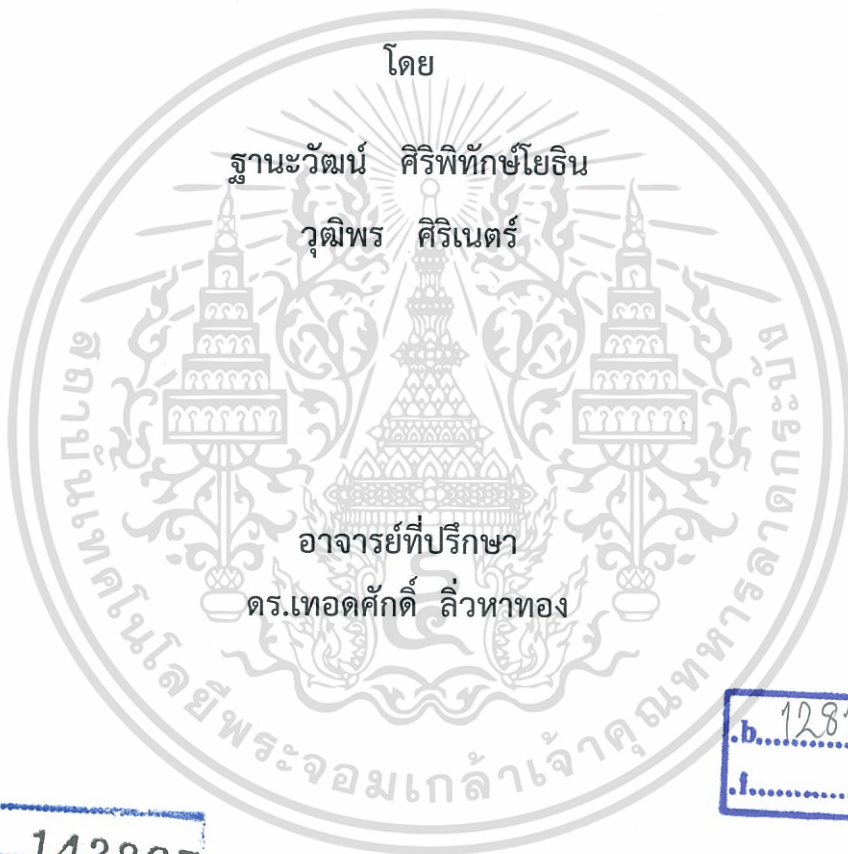 โดย
ฐานะวัฒน์ ศิริพิทักษ์โยธิน
วุฒิพร ศิริเนตร์
อาจารย์ที่ปรึกษา
ดร.เทอดศักดิ์ ลิ่วหาทอง
สถาบันเทคโนโลยีพระจอมเกล้าเจ้าคุณทหารลาดกระบัง
.b.